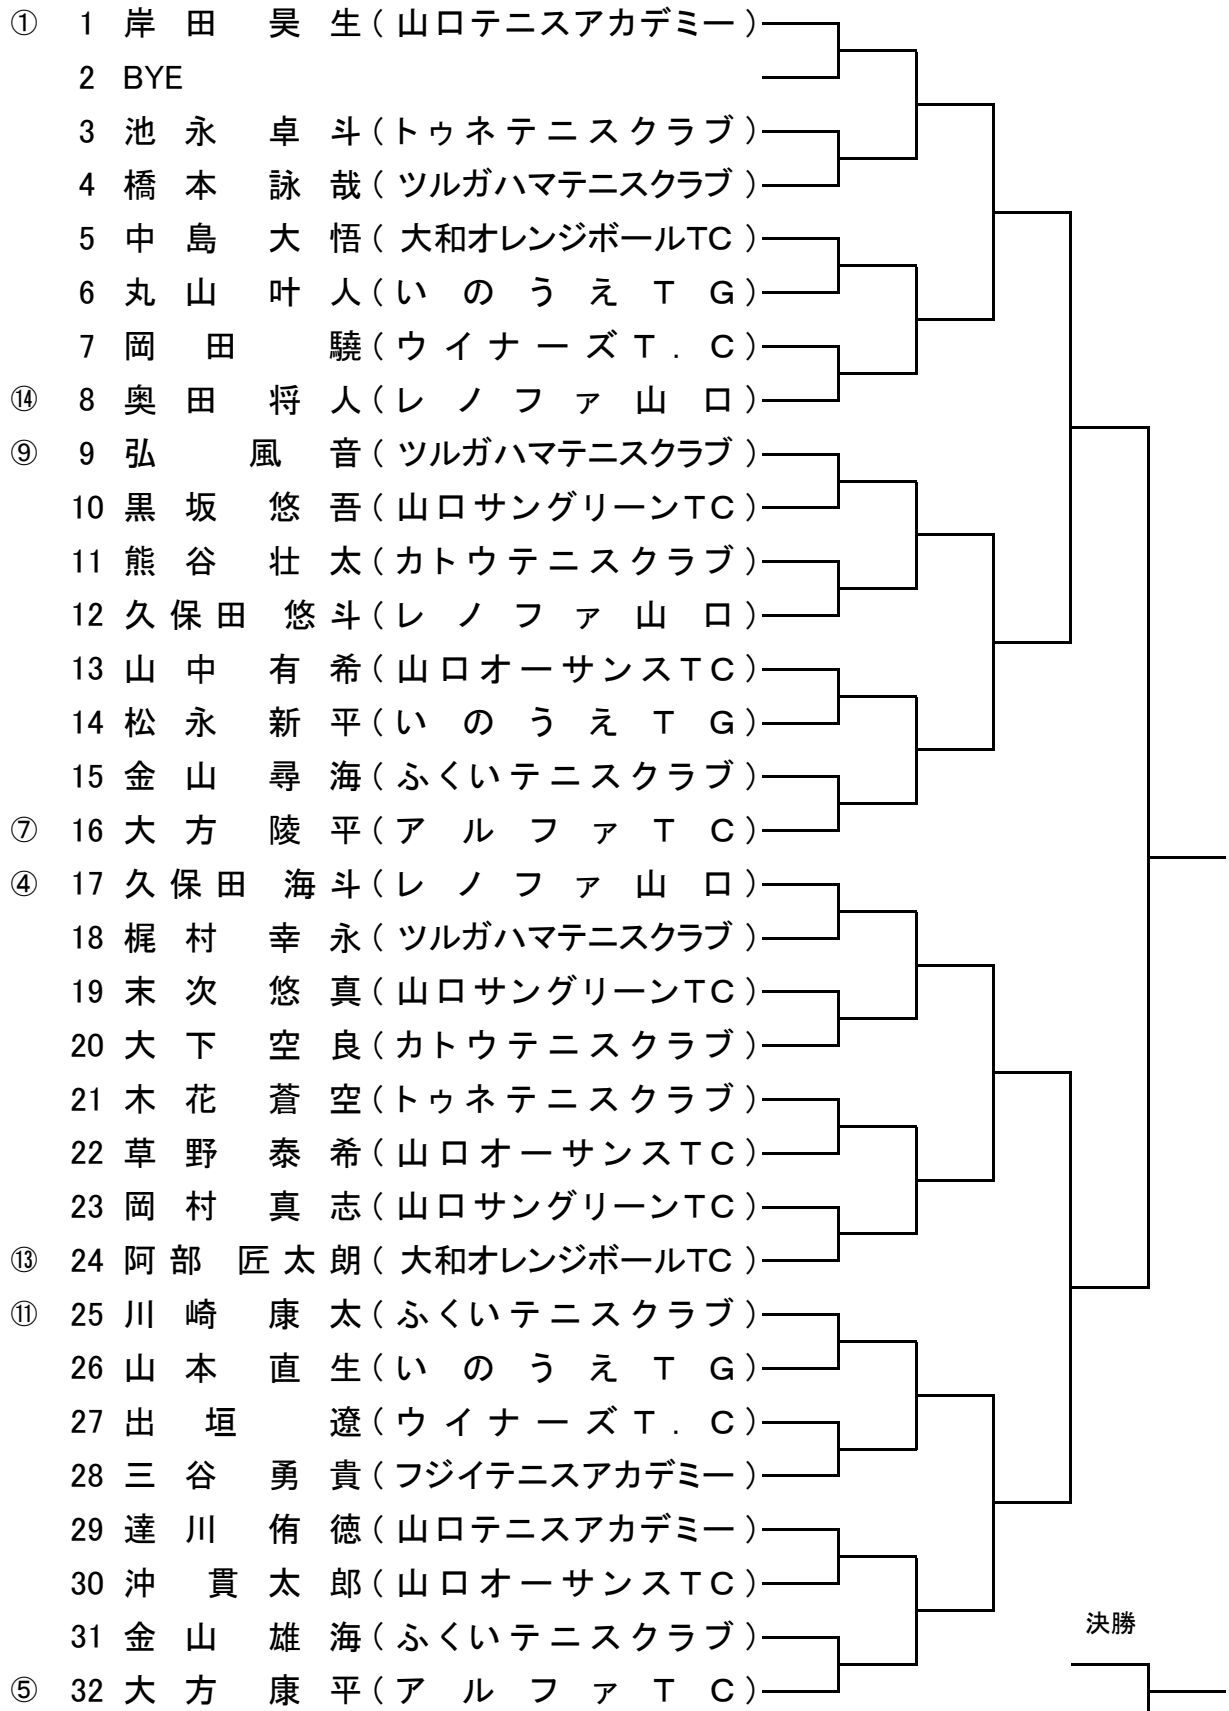 ① 1 岸田 昊生(山口テニスアカデミー)
2 BYE
3 池永 卓斗(トゥネテニスクラブ)
4 橋本 詠哉(ツルガハマテニスクラブ)
5 中島 大悟(大和オレンジボールTC)
6 丸山 叶人(いのうえTG)
7 岡田 驍(ウイナーズT.C)
⑭ 8 奥田 将人(レノファ山口)
⑨ 9 弘 風音(ツルガハマテニスクラブ)
10 黒坂 悠吾(山口サングリーンTC)
11 熊谷 壮太(カトウテニスクラブ)
12 久保田 悠斗(レノファ山口)
13 山中 有希(山口オーサンスTC)
14 松永 新平(いのうえTG)
15 金山 尋海(ふくいテニスクラブ)
⑦ 16 大方 陵平(アルファTC)
④ 17 久保田 海斗(レノファ山口)
18 梶村 幸永(ツルガハマテニスクラブ)
19 末次 悠真(山口サングリーンTC)
20 大下 空良(カトウテニスクラブ)
21 木花 蒼空(トゥネテニスクラブ)
22 草野 泰希(山口オーサンスTC)
23 岡村 真志(山口サングリーンTC)
⑬ 24 阿部 匠太朗(大和オレンジボールTC)
⑪ 25 川崎 康太(ふくいテニスクラブ)
26 山本 直生(いのうえTG)
27 出垣 遼(ウイナーズT.C)
28 三谷 勇貴(フジイテニスアカデミー)
29 達川 侑徳(山口テニスアカデミー)
30 沖 貫太郎(山口オーサンスTC)
31 金山 雄海(ふくいテニスクラブ)
決勝
⑤ 32 大方 康平(アルファTC)